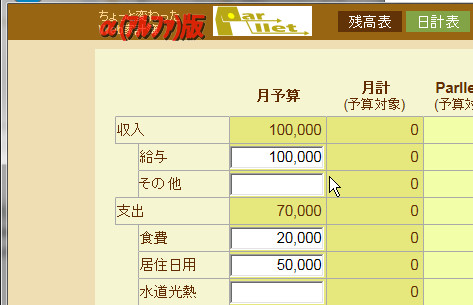 ちょーと変わった
α(ｱﾙﾌｧ)版
Parllet.
残高表
日計表
月予算
月計
(予算対象)
Parlle
(予算対
収入
100,000
0
給与
100,000
0
その他
0
支出
70,000
0
食費
20,000
0
居住日用
50,000
0
水道光熱
0